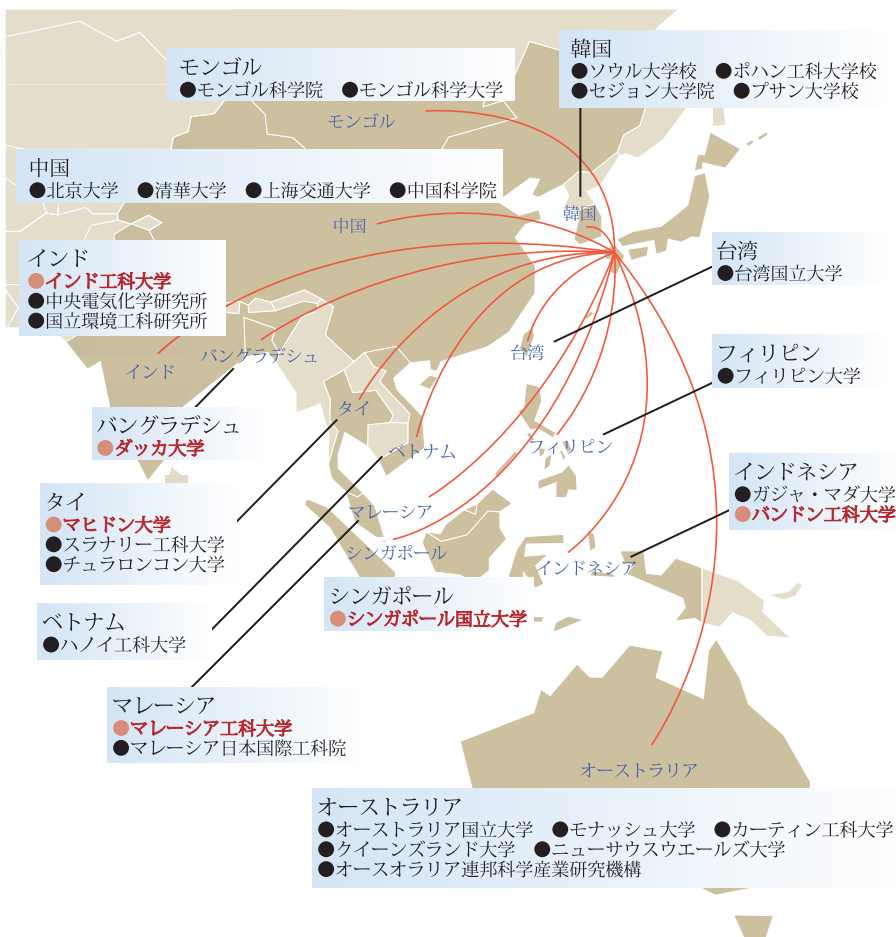 モンゴル
●モンゴル科学院 ●モンゴル科学大学
モンゴル
韓国
●ソウル大学校 ●ポハン工科大学校
●セジョン大学院 ●プサン大学校
韓国
中国
●北京大学 ●清華大学 ●上海交通大学 ●中国科学院
中国
インド
●インド工科大学
●中央電気化学研究所
●国立環境工科研究所
インド
台湾
●台湾国立大学
台湾
バングラデシュ
バングラデシュ
●ダッカ大学
フィリピン
●フィリピン大学
フィリピン
タイ
ベトナム
タイ
●マヒドン大学
●スラナリー工科大学
●チュラロンコン大学
インドネシア
●ガジャ・マダ大学
●バンドン工科大学
マレーシア
シンガポール
インドネシア
シンガポール
●シンガポール国立大学
ベトナム
●ハノイ工科大学
マレーシア
●マレーシア工科大学
●マレーシア日本国際工科院
オーストラリア
オーストラリア
●オーストラリア国立大学 ●モナッシュ大学 ●カーティン工科大学
●クイーンズランド大学 ●ニューサウスウエールズ大学
●オースオラリア連邦科学産業研究機構